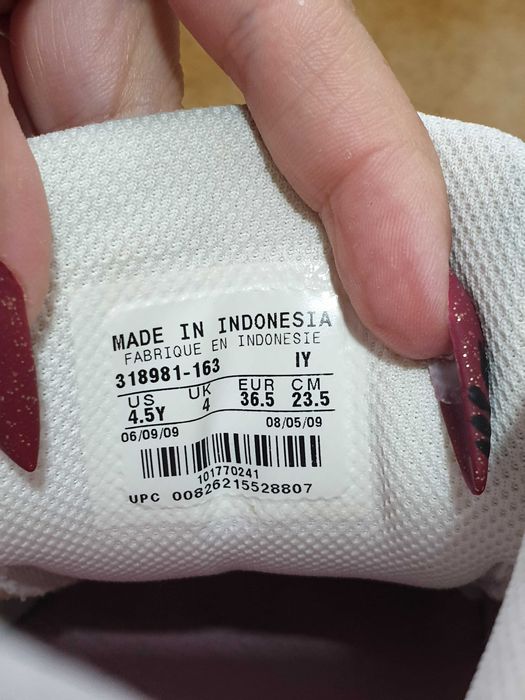 MADE IN INDONESIA
FABRIQUE EN INDONESIE
318981-163 IY
US UK EUR CM
4.5Y 4 36.5 23.5
06/09/09 08/05/09
101770241
UPC 00826215528807